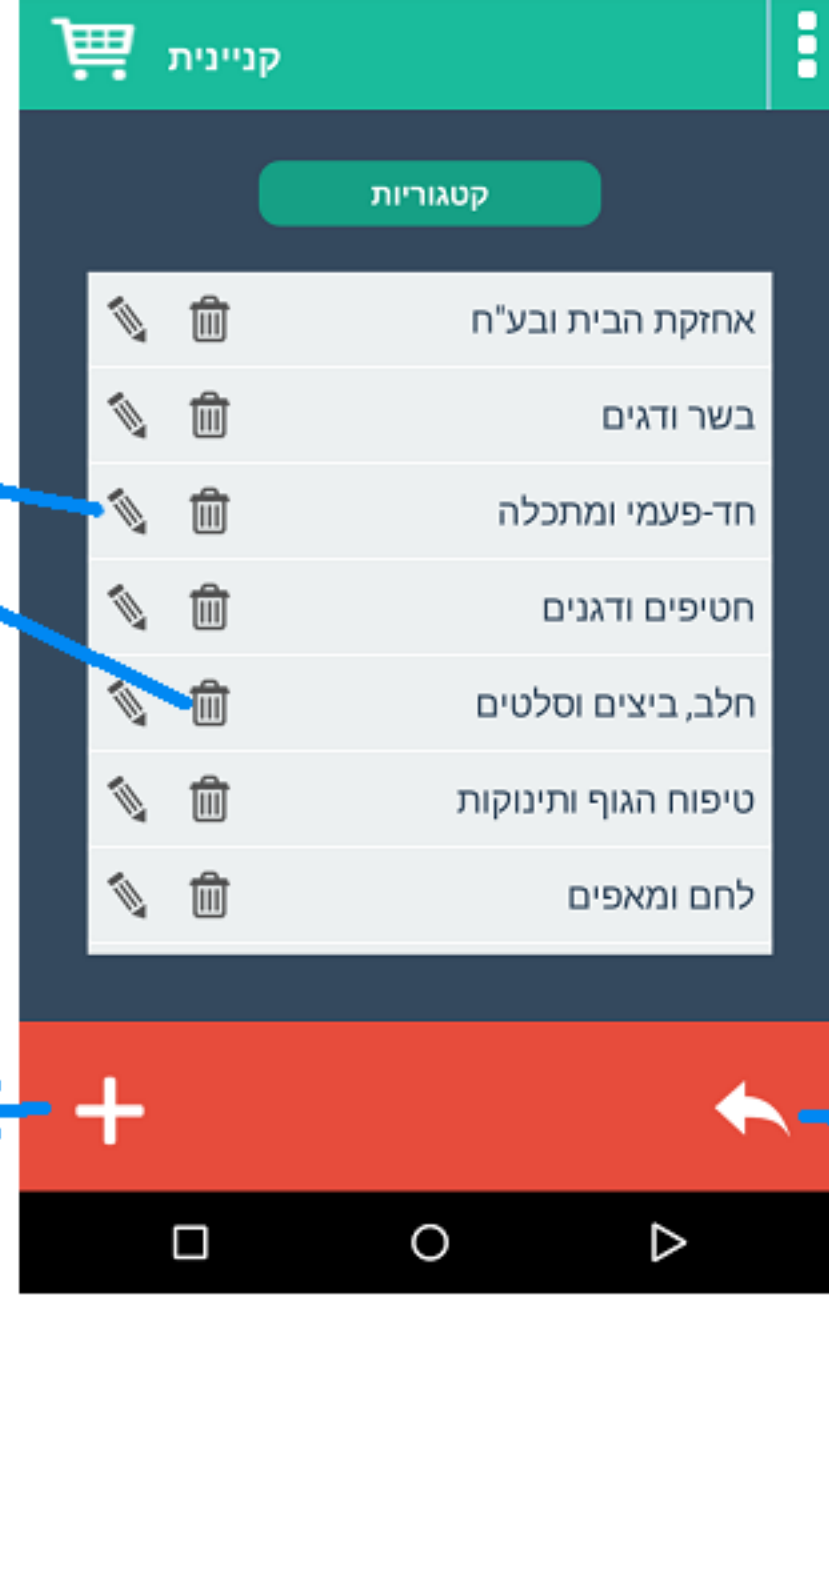 קניינית
קטגוריות
אחזקת הבית ובע"ח
בשר ודגים
חד-פעמי ומתכלה
חטיפים ודגנים
חלב, ביצים וסלטים
טיפוח הגוף ותינוקות
לחם ומאפים